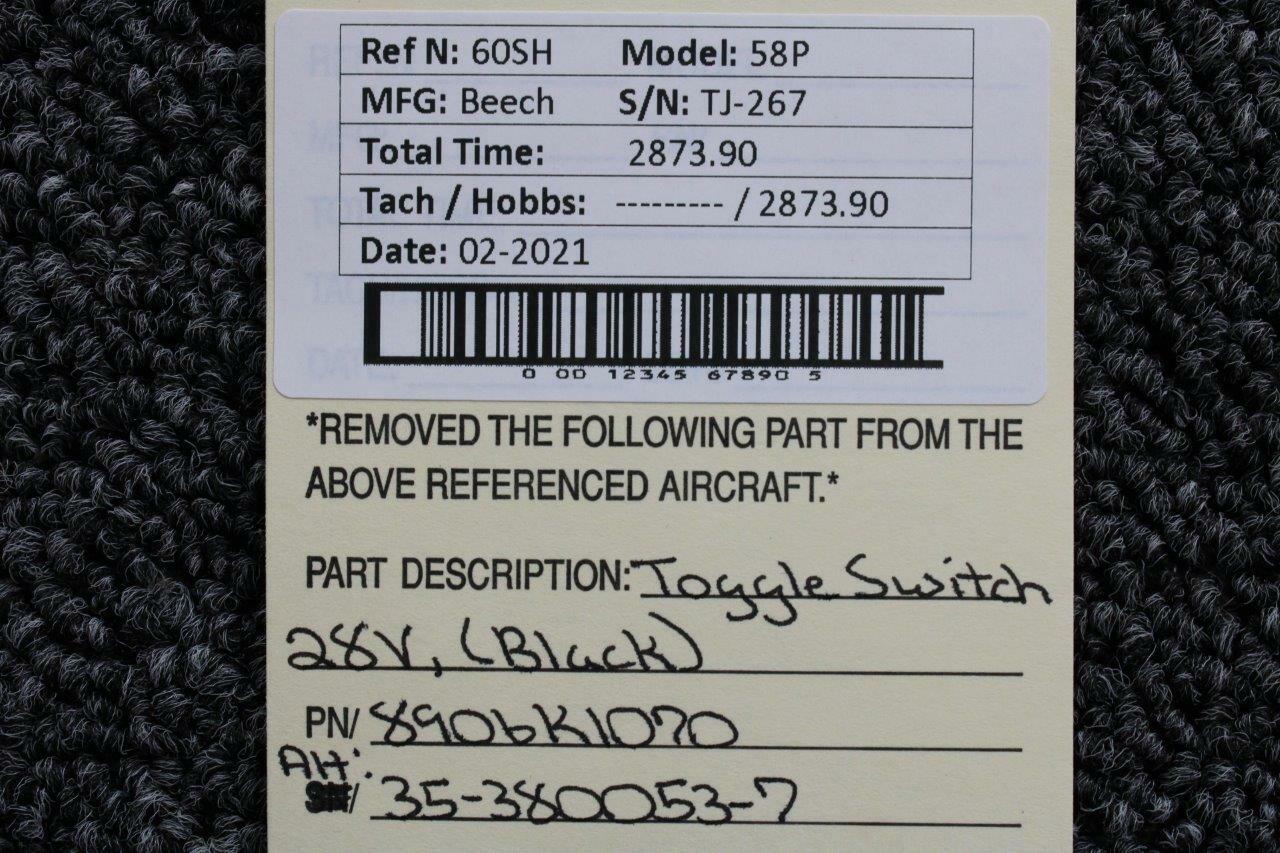 Ref N: 60SH Model: 58P
MFG: Beech S/N: TJ-267
Total Time: 2873.90
Tach / Hobbs: --------- / 2873.90
Date: 02-2021
0 00 12345 67890 5
*REMOVED THE FOLLOWING PART FROM THE
ABOVE REFERENCED AIRCRAFT.*
PART DESCRIPTION: Toggle Switch
28V, (Black)
PN/ 8906K1070
Alt:
SN/ 35-380053-7